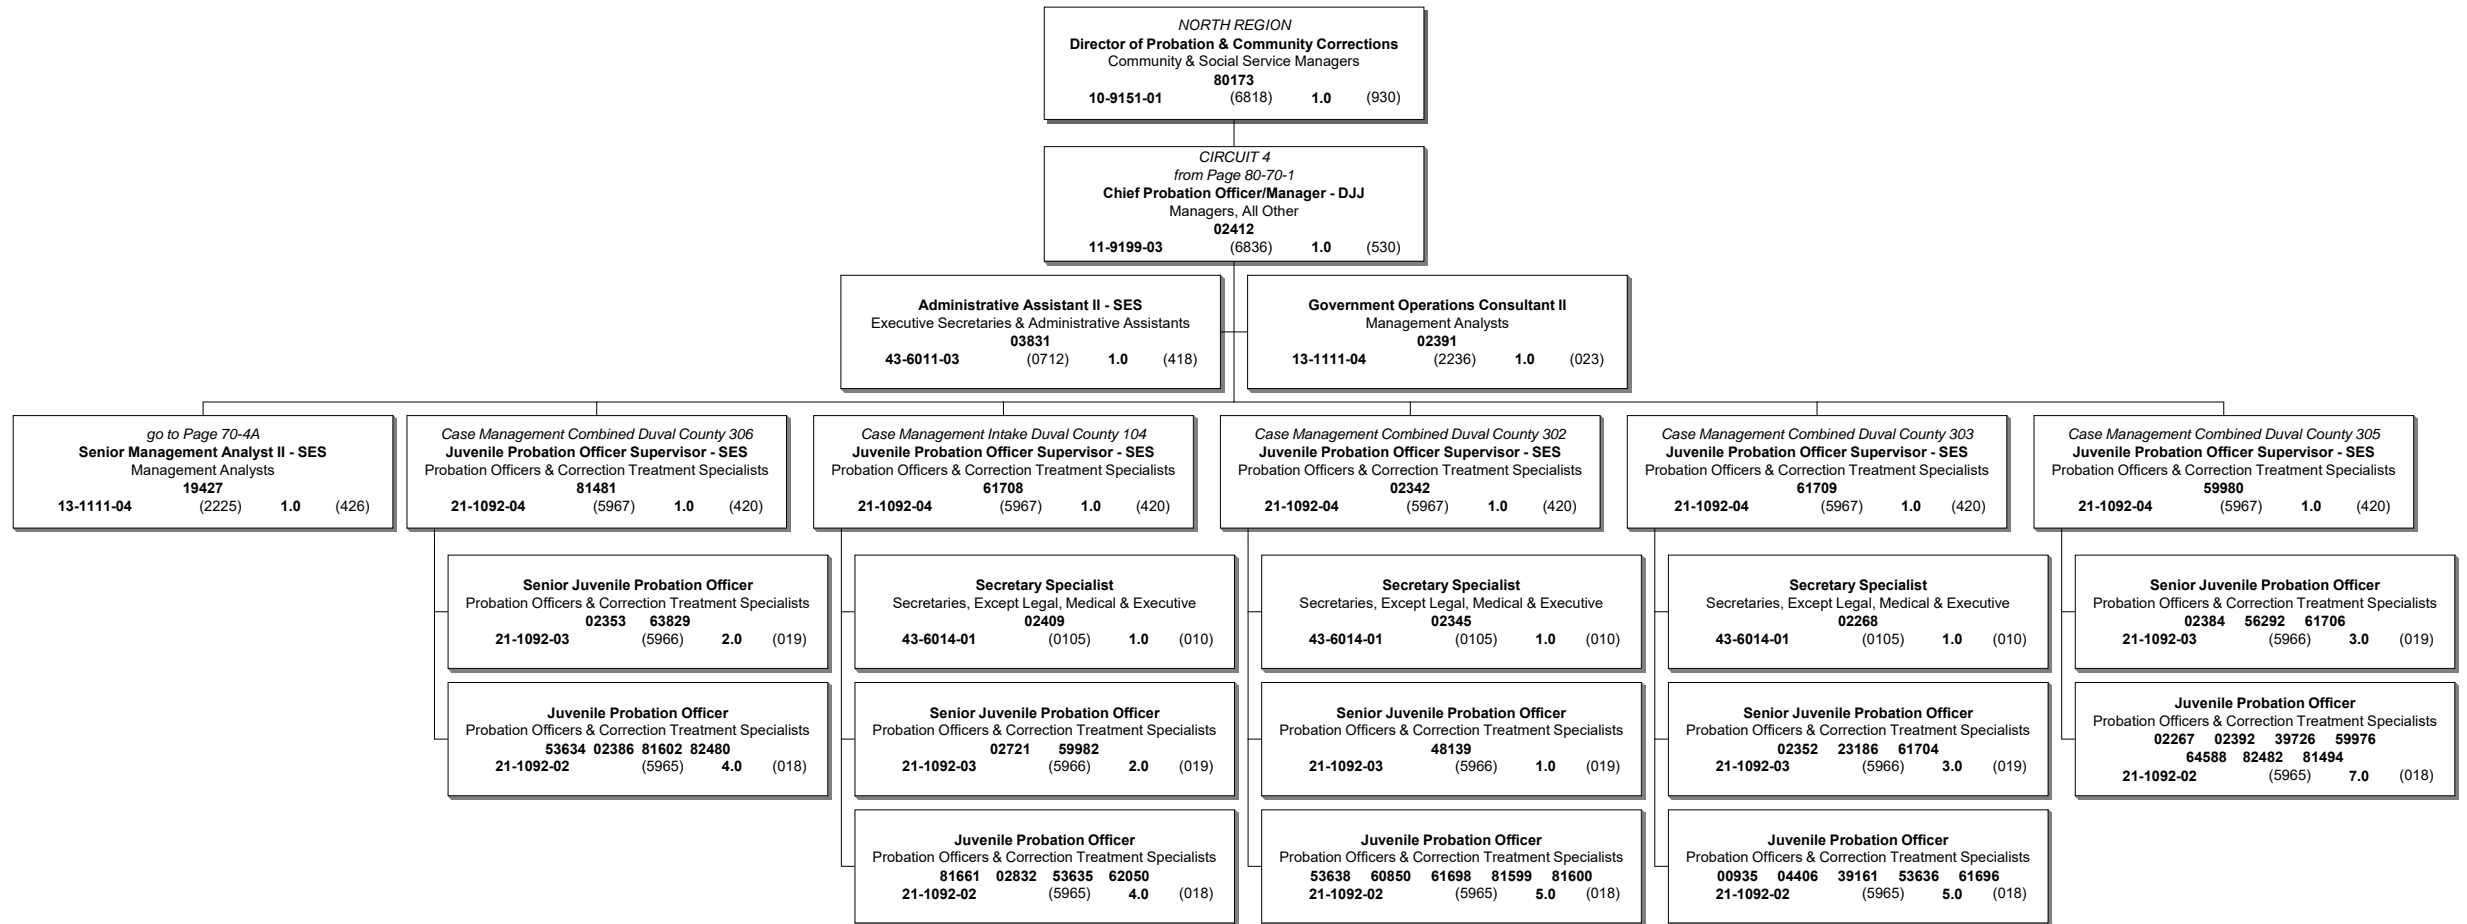 NORTH REGION
Director of Probation & Community Corrections
Community & Social Service Managers
80173
10-9151-01 (6818) 1.0 (930)
CIRCUIT 4
from Page 80-70-1
Chief Probation Officer/Manager - DJJ
Managers, All Other
02412
11-9199-03 (6836) 1.0 (530)
Administrative Assistant II - SES
Executive Secretaries & Administrative Assistants
03831
43-6011-03 (0712) 1.0 (418)
Government Operations Consultant II
Management Analysts
02391
13-1111-04 (2236) 1.0 (023)
go to Page 70-4A
Senior Management Analyst II - SES
Management Analysts
19427
13-1111-04 (2225) 1.0 (426)
Case Management Combined Duval County 306
Juvenile Probation Officer Supervisor - SES
Probation Officers & Correction Treatment Specialists
81481
21-1092-04 (5967) 1.0 (420)
Senior Juvenile Probation Officer
Probation Officers & Correction Treatment Specialists
02353 63829
21-1092-03 (5966) 2.0 (019)
Juvenile Probation Officer
Probation Officers & Correction Treatment Specialists
53634 02386 81602 82480
21-1092-02 (5965) 4.0 (018)
Case Management Intake Duval County 104
Juvenile Probation Officer Supervisor - SES
Probation Officers & Correction Treatment Specialists
61708
21-1092-04 (5967) 1.0 (420)
Secretary Specialist
Secretaries, Except Legal, Medical & Executive
02409
43-6014-01 (0105) 1.0 (010)
Senior Juvenile Probation Officer
Probation Officers & Correction Treatment Specialists
02721 59982
21-1092-03 (5966) 2.0 (019)
Juvenile Probation Officer
Probation Officers & Correction Treatment Specialists
81661 02832 53635 62050
21-1092-02 (5965) 4.0 (018)
Case Management Combined Duval County 302
Juvenile Probation Officer Supervisor - SES
Probation Officers & Correction Treatment Specialists
02342
21-1092-04 (5967) 1.0 (420)
Secretary Specialist
Secretaries, Except Legal, Medical & Executive
02345
43-6014-01 (0105) 1.0 (010)
Senior Juvenile Probation Officer
Probation Officers & Correction Treatment Specialists
48139
21-1092-03 (5966) 1.0 (019)
Juvenile Probation Officer
Probation Officers & Correction Treatment Specialists
53638 60850 61698 81599 81600
21-1092-02 (5965) 5.0 (018)
Case Management Combined Duval County 303
Juvenile Probation Officer Supervisor - SES
Probation Officers & Correction Treatment Specialists
61709
21-1092-04 (5967) 1.0 (420)
Secretary Specialist
Secretaries, Except Legal, Medical & Executive
02268
43-6014-01 (0105) 1.0 (010)
Senior Juvenile Probation Officer
Probation Officers & Correction Treatment Specialists
02352 23186 61704
21-1092-03 (5966) 3.0 (019)
Juvenile Probation Officer
Probation Officers & Correction Treatment Specialists
00935 04406 39161 53636 61696
21-1092-02 (5965) 5.0 (018)
Case Management Combined Duval County 305
Juvenile Probation Officer Supervisor - SES
Probation Officers & Correction Treatment Specialists
59980
21-1092-04 (5967) 1.0 (420)
Senior Juvenile Probation Officer
Probation Officers & Correction Treatment Specialists
02384 56292 61706
21-1092-03 (5966) 3.0 (019)
Juvenile Probation Officer
Probation Officers & Correction Treatment Specialists
02267 02392 39726 59976
64588 82482 81494
21-1092-02 (5965) 7.0 (018)